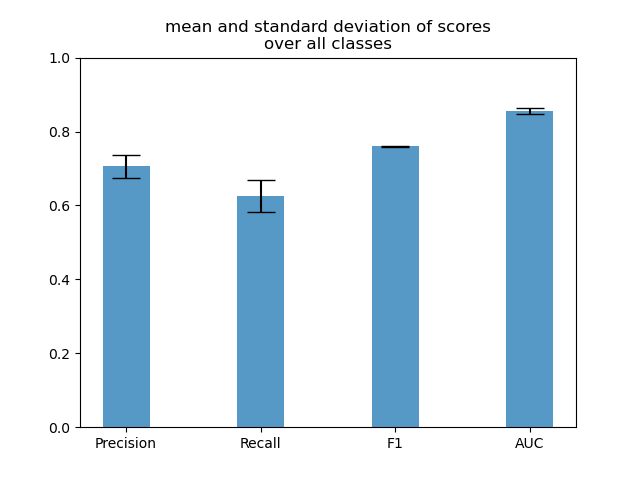 mean and standard deviation of scores
over all classes
1.0
0.8
0.6
0.4
0.2
0.0
Precision
Recall
F1
AUC